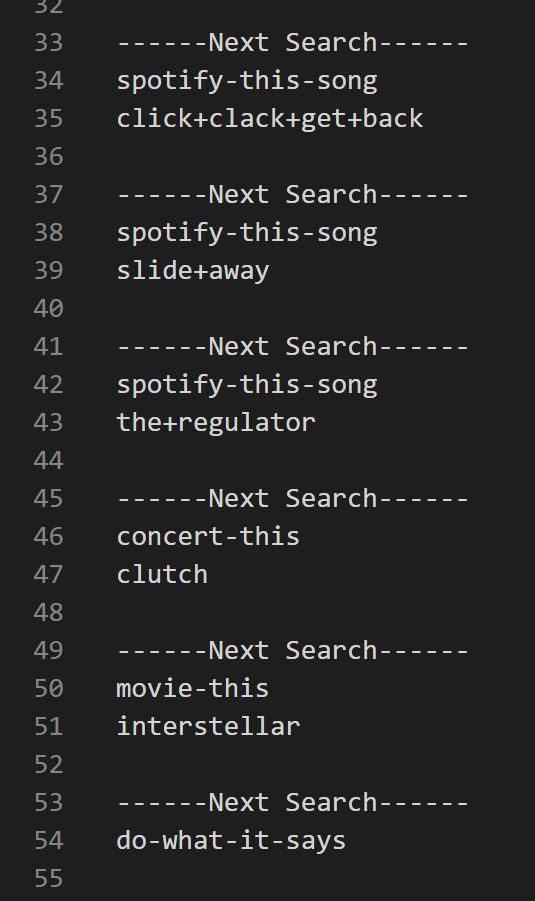 32
33 ------Next Search------
34 spotify-this-song
35 click+clack+get+back
36
37 ------Next Search------
38 spotify-this-song
39 slide+away
40
41 ------Next Search------
42 spotify-this-song
43 the+regulator
44
45 ------Next Search------
46 concert-this
47 clutch
48
49 ------Next Search------
50 movie-this
51 interstellar
52
53 ------Next Search------
54 do-what-it-says
55